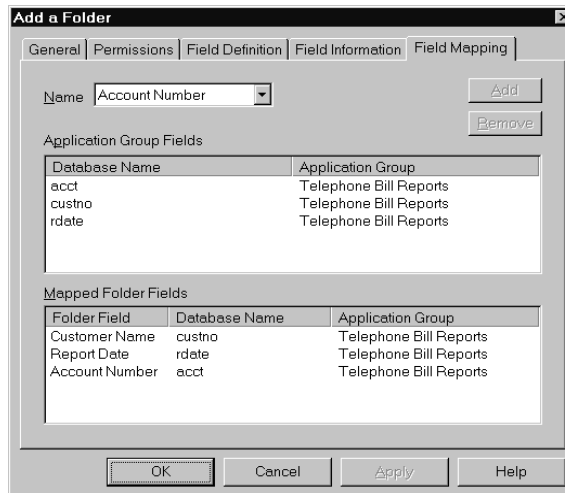 Add a Folder
General Permissions Field Definition Field Information Field Mapping
Name Account Number Add
Remove
Application Group Fields
Database Name Application Group
acct Telephone Bill Reports
custno Telephone Bill Reports
rdate Telephone Bill Reports
Mapped Folder Fields
Folder Field Database Name Application Group
Customer Name custno Telephone Bill Reports
Report Date rdate Telephone Bill Reports
Account Number acct Telephone Bill Reports
OK Cancel Apply Help